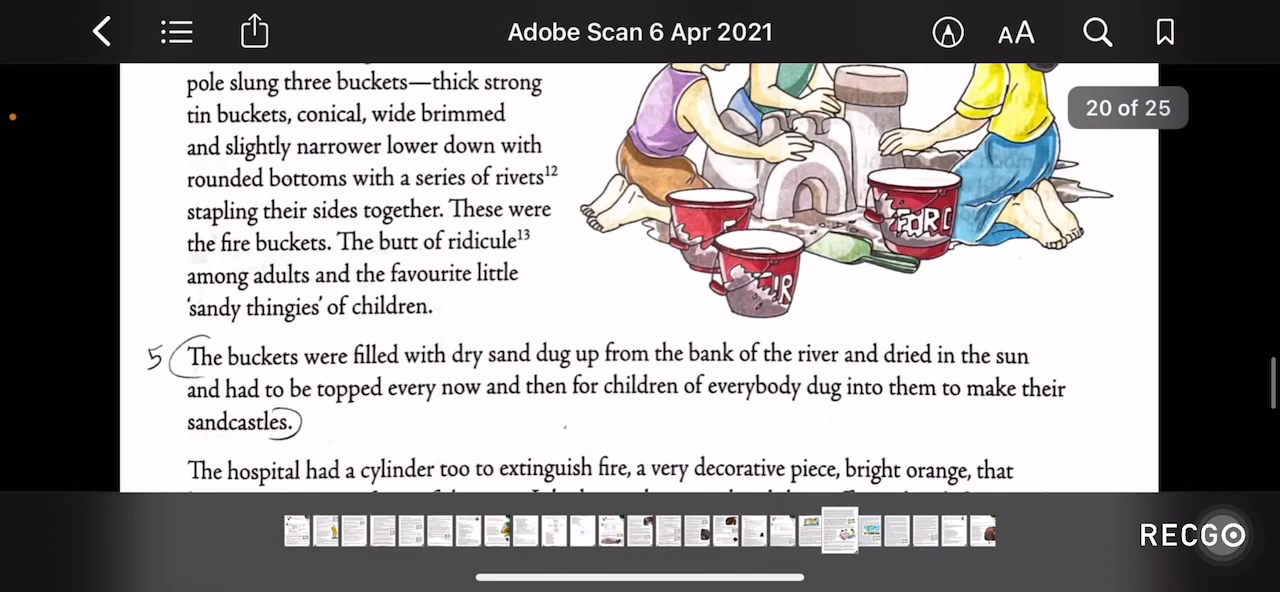 Adobe Scan 6 Apr 2021
AA
20 of 25
pole slung three buckets—thick strong
tin buckets, conical, wide brimmed
and slightly narrower lower down with
rounded bottoms with a series of rivets¹²
stapling their sides together. These were
the fire buckets. The butt of ridicule¹³
among adults and the favourite little
'sandy thingies' of children.
5 The buckets were filled with dry sand dug up from the bank of the river and dried in the sun
and had to be topped every now and then for children of everybody dug into them to make their
sandcastles.
The hospital had a cylinder too to extinguish fire, a very decorative piece, bright orange, that
RECGO